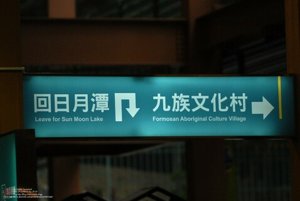 回日月潭
Leave for Sun Moon Lake
九族文化村
Formosan Aboriginal Culture Village